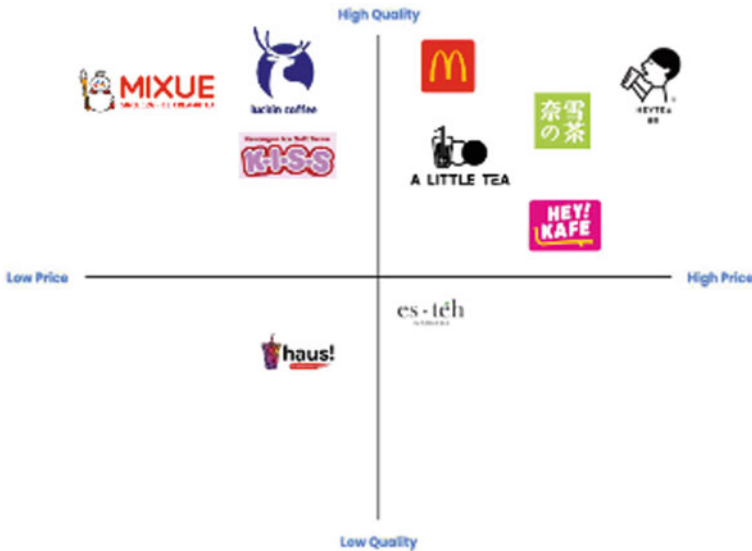 High Quality
MIXUE
luckin coffee
K-I-S-S
A LITTLE TEA
奈雪
の茶
HEYTEA
HEY!
KAFE
Low Price
High Price
es-teh
haus!
Low Quality